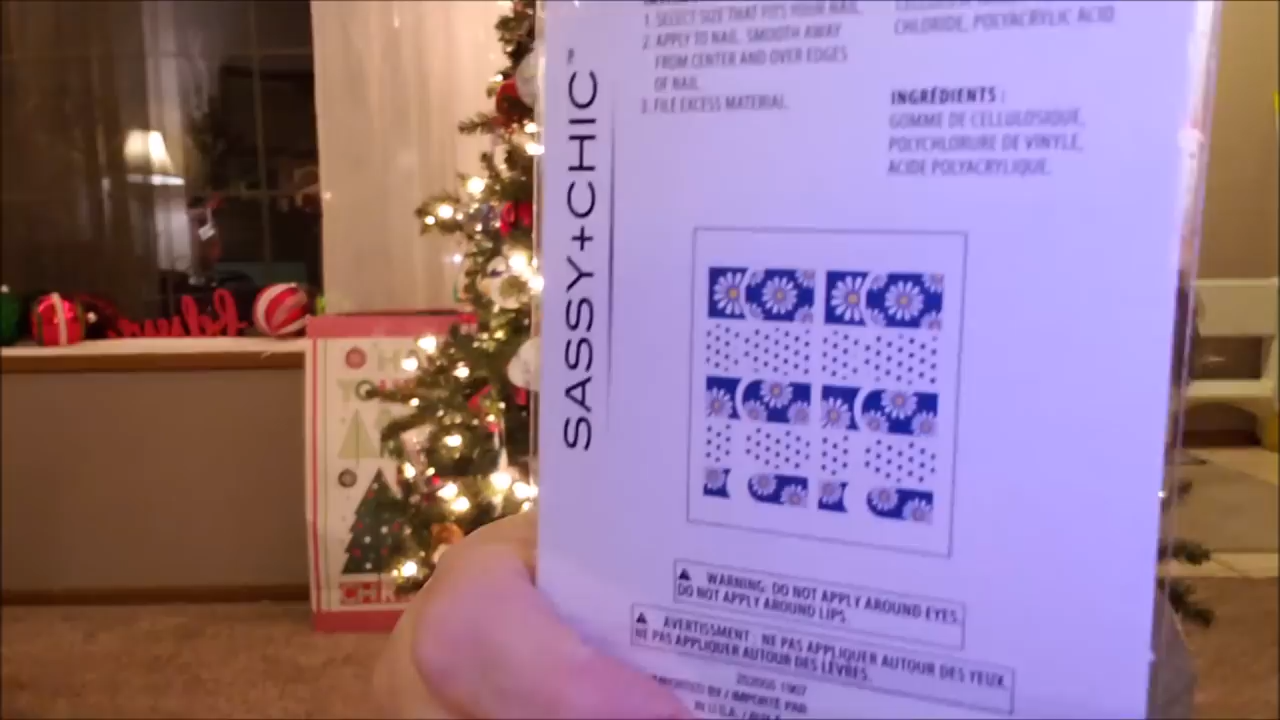 SASSY+CHIC™
1. SELECT SIZE THAT FITS YOUR NAIL.
2. APPLY TO NAIL. SMOOTH AWAY
FROM CENTER AND OVER EDGES
OF NAIL.
3. FILE EXCESS MATERIAL.
CHLORIDE, POLYACRYLIC ACID
INGRÉDIENTS :
GOMME DE CELLULOSIQUE,
POLYCHLORURE DE VINYLE,
ACIDE POLYACRYLIQUE.
WARNING: DO NOT APPLY AROUND EYES.
DO NOT APPLY AROUND LIPS.
AVERTISSEMENT : NE PAS APPLIQUER AUTOUR DES YEUX.
NE PAS APPLIQUER AUTOUR DES LÈVRES.
IMPORTÉ PAR